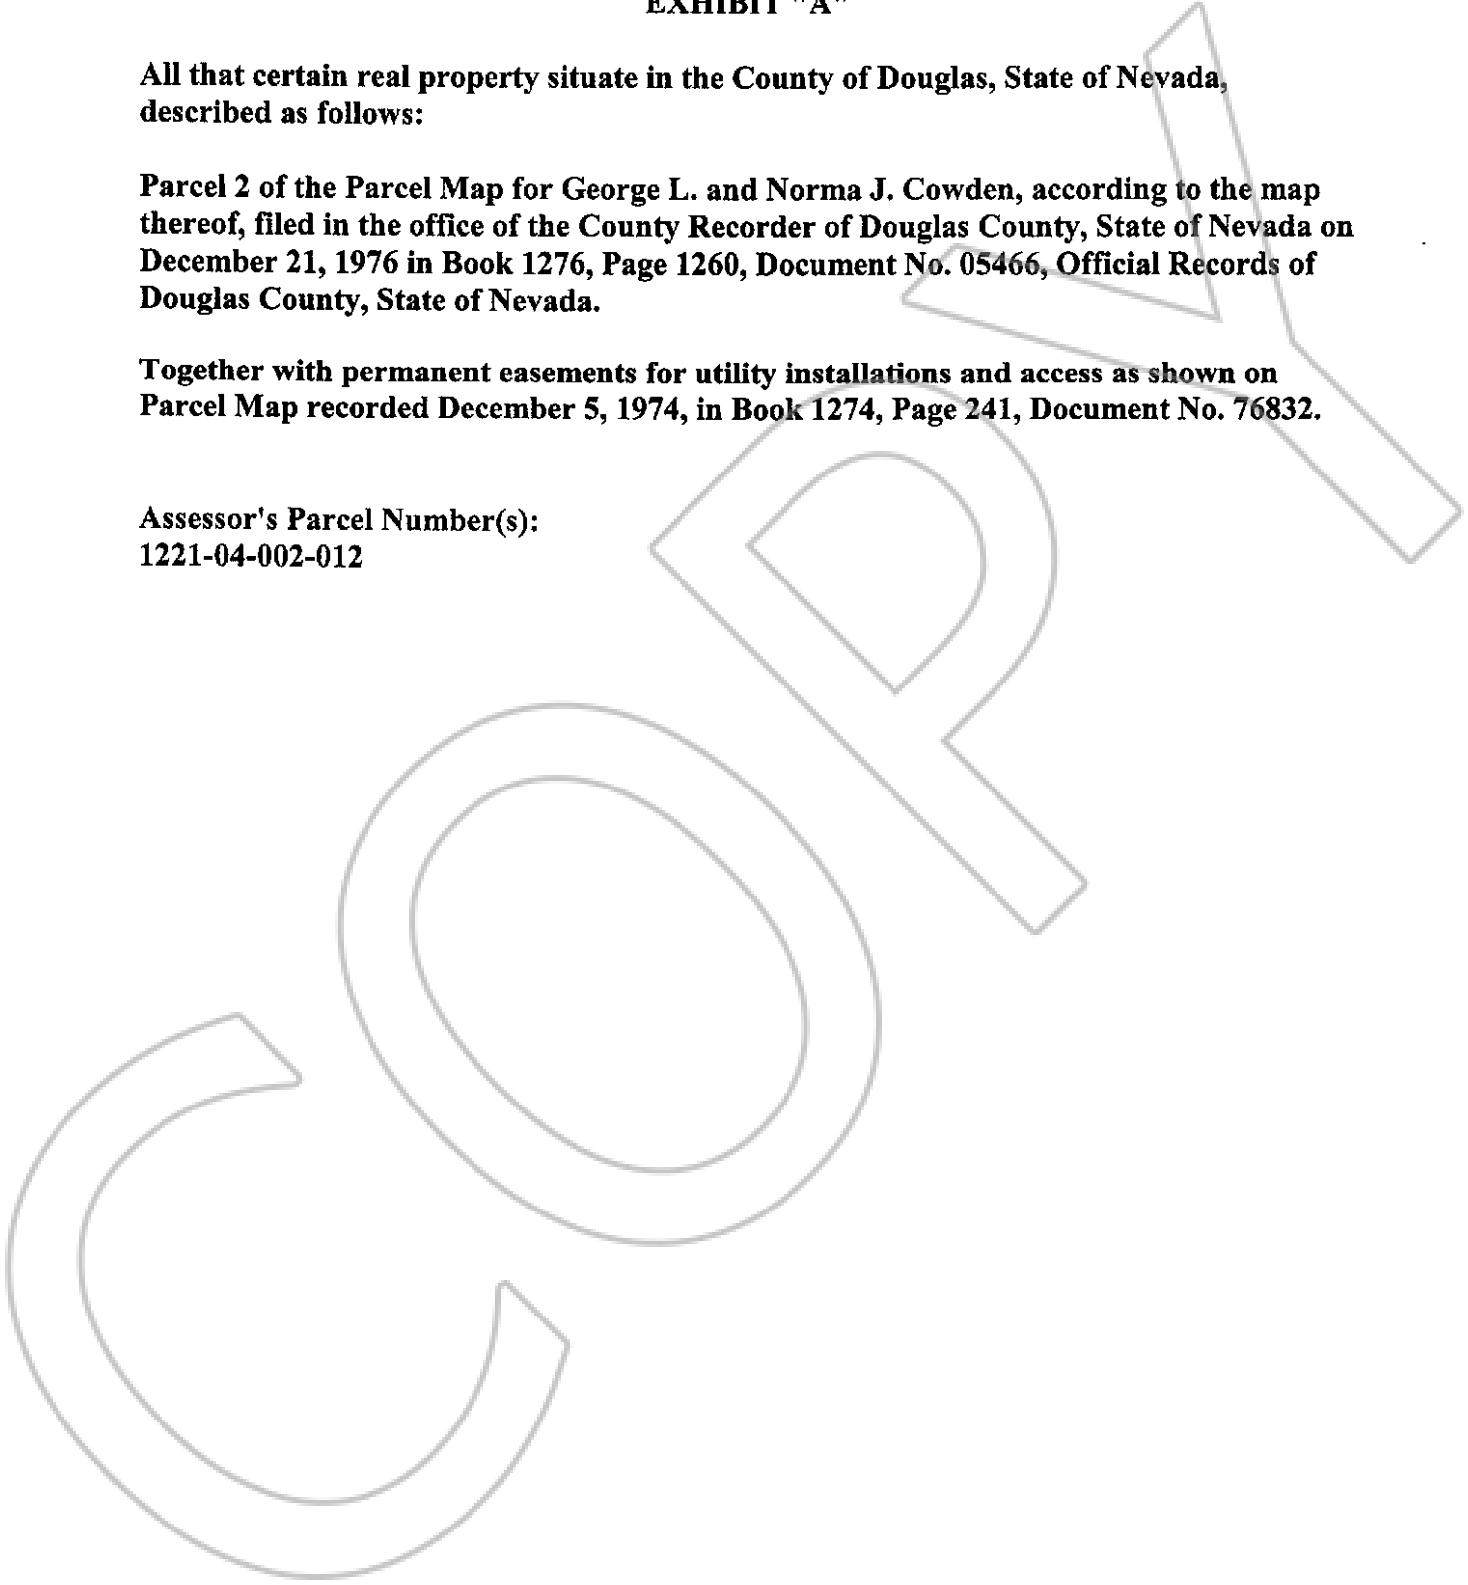 EXHIBIT "A"
All that certain real property situate in the County of Douglas, State of Nevada,
described as follows:
Parcel 2 of the Parcel Map for George L. and Norma J. Cowden, according to the map
thereof, filed in the office of the County Recorder of Douglas County, State of Nevada on
December 21, 1976 in Book 1276, Page 1260, Document No. 05466, Official Records of
Douglas County, State of Nevada.
Together with permanent easements for utility installations and access as shown on
Parcel Map recorded December 5, 1974, in Book 1274, Page 241, Document No. 76832.
Assessor's Parcel Number(s):
1221-04-002-012
COPY